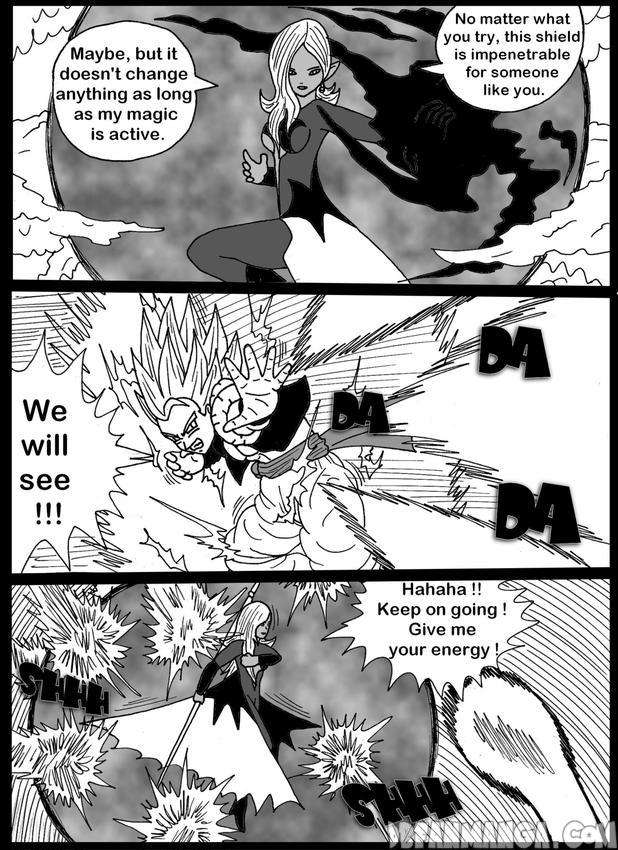 Maybe, but it
doesn't change
anything as long
as my magic
is active.
No matter what
you try, this shield
is impenetrable
for someone
like you.
We
will
see
!!!
DA
DA
DA
Hahaha !!
Keep on going !
Give me
your energy !
SHHH
SHHH
DBFANMANGA.COM